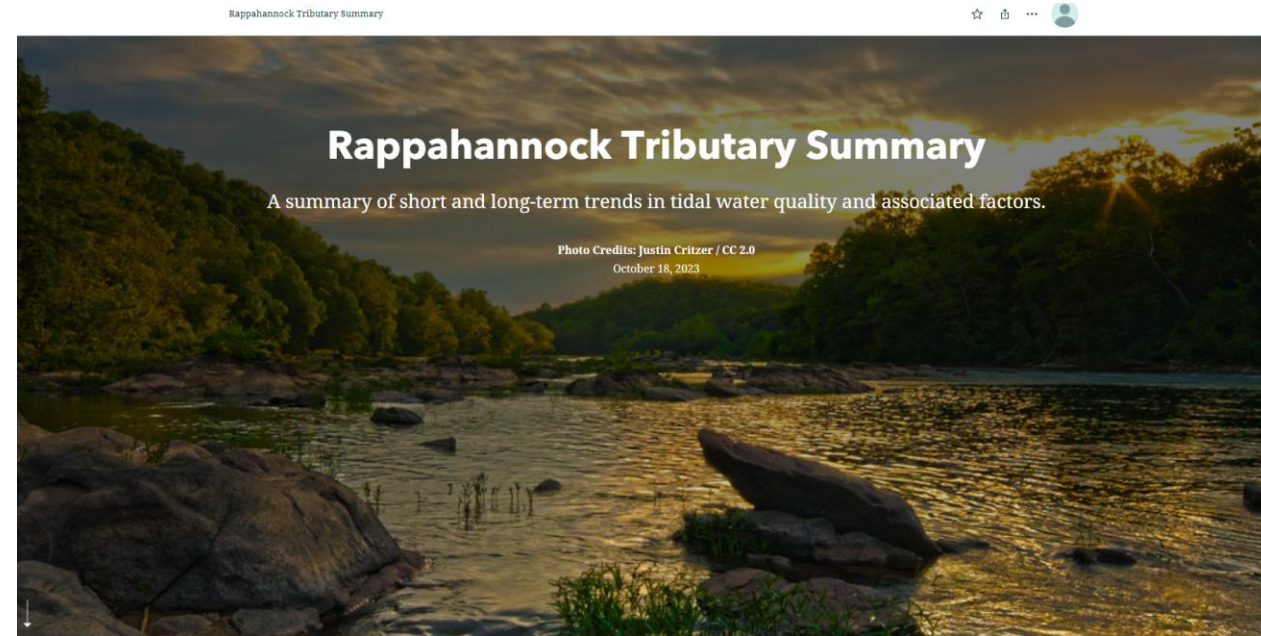 Rappahannock Tributary Summary
Rappahannock Tributary Summary
A summary of short and long-term trends in tidal water quality and associated factors.
Photo Credits: Justin Critzer / CC 2.0
October 18, 2023